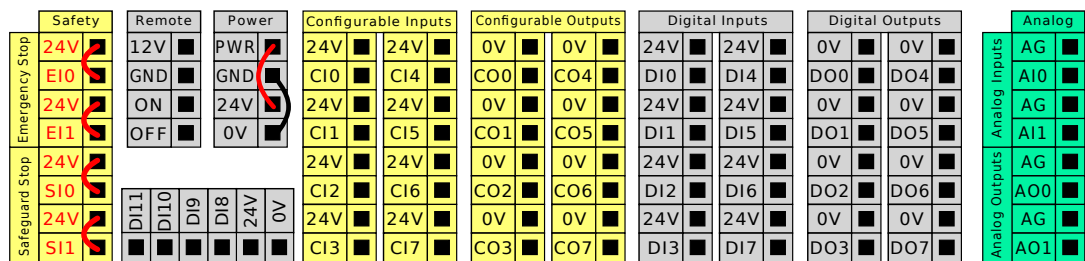 Safety
Emergency Stop
24V
EI0
24V
EI1
Safeguard Stop
24V
SI0
24V
SI1
Remote
12V
GND
ON
OFF
Power
PWR
GND
24V
0V
DI11
DI10
DI9
DI8
24V
0V
Configurable Inputs
24V 24V
CI0 CI4
24V 24V
CI1 CI5
24V 24V
CI2 CI6
24V 24V
CI3 CI7
Configurable Outputs
0V 0V
CO0 CO4
0V 0V
CO1 CO5
0V 0V
CO2 CO6
0V 0V
CO3 CO7
Digital Inputs
24V 24V
DI0 DI4
24V 24V
DI1 DI5
24V 24V
DI2 DI6
24V 24V
DI3 DI7
Digital Outputs
0V 0V
DO0 DO4
0V 0V
DO1 DO5
0V 0V
DO2 DO6
0V 0V
DO3 DO7
Analog
Analog Inputs
AG
AI0
AG
AI1
Analog Outputs
AG
AO0
AG
AO1